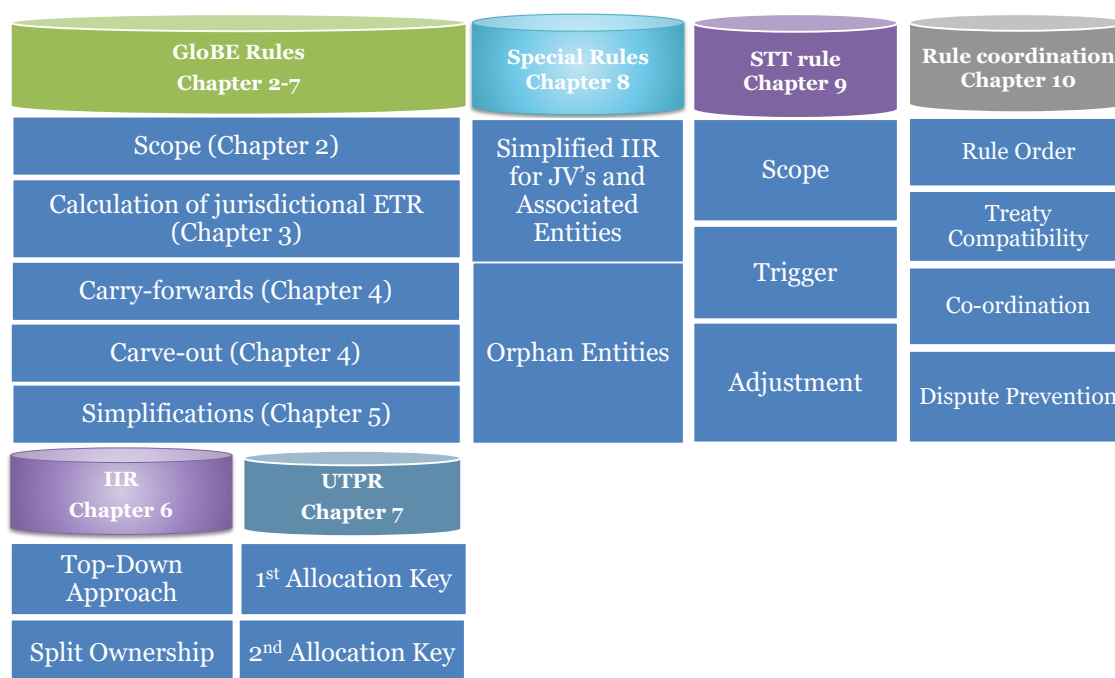 GloBE Rules
Chapter 2-7
Scope (Chapter 2)
Calculation of jurisdictional ETR
(Chapter 3)
Carry-forwards (Chapter 4)
Carve-out (Chapter 4)
Simplifications (Chapter 5)
Special Rules
Chapter 8
Simplified IIR
for JV's and
Associated
Entities
Orphan Entities
STT rule
Chapter 9
Scope
Trigger
Adjustment
Rule coordination
Chapter 10
Rule Order
Treaty
Compatibility
Co-ordination
Dispute Prevention
IIR
Chapter 6
Top-Down
Approach
Split Ownership
UTPR
Chapter 7
1st Allocation Key
2nd Allocation Key